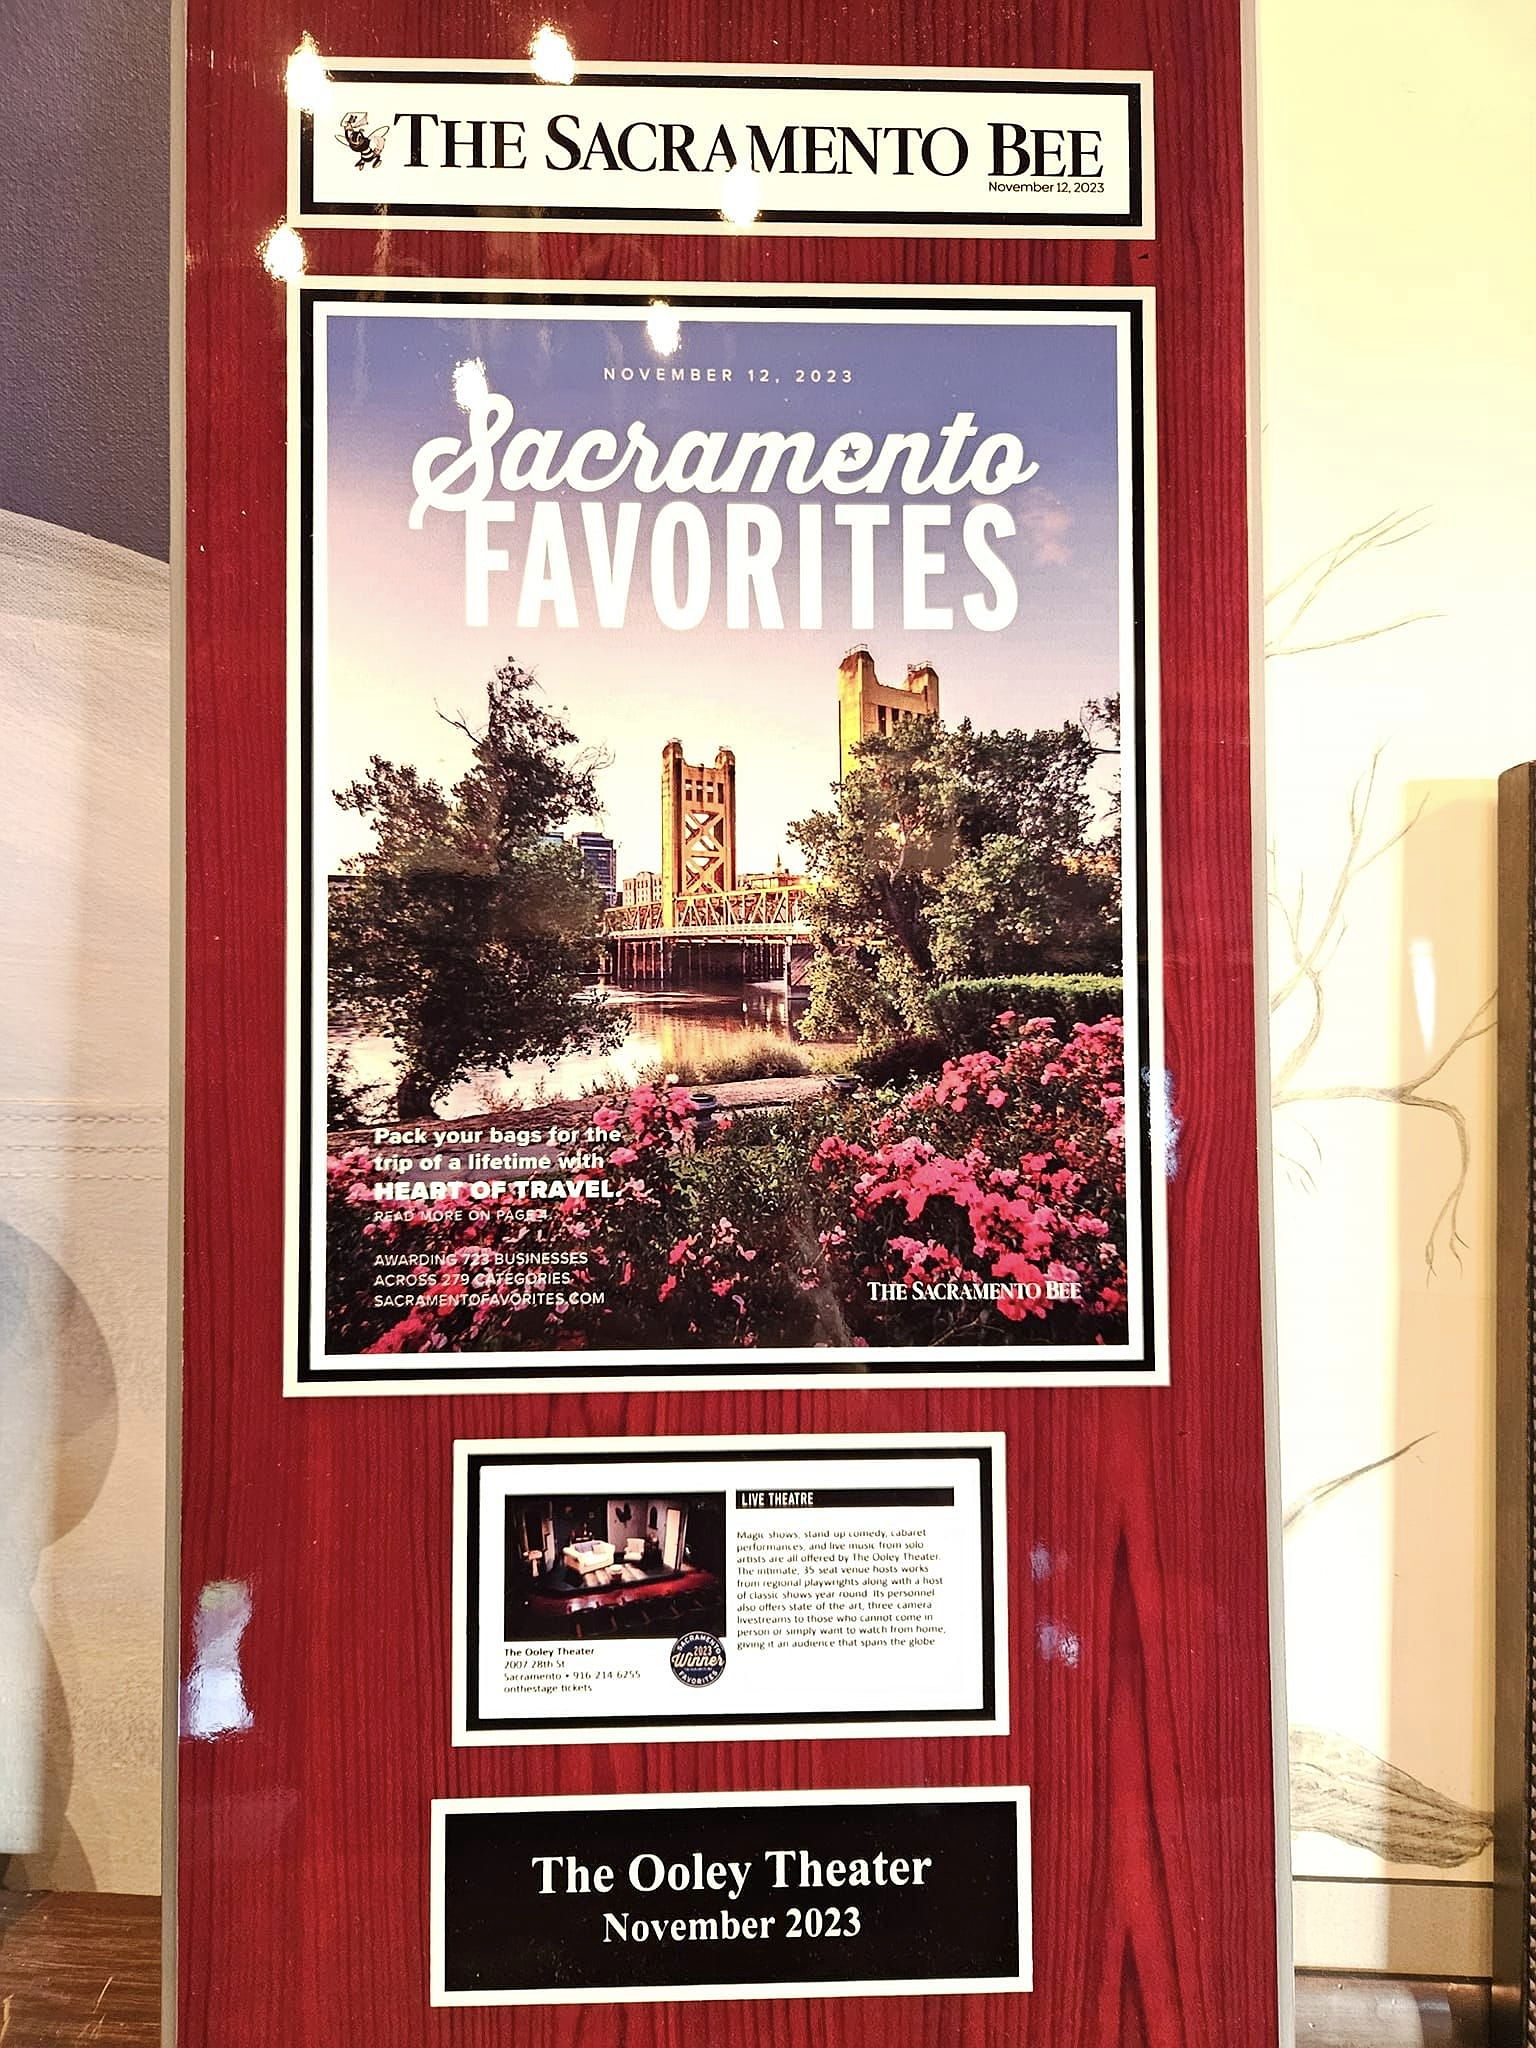 THE SACRAMENTO BEE
November 12, 2023
NOVEMBER 12, 2023
Sacramento
FAVORITES
Pack your bags for the
trip of a lifetime with
HEART OF TRAVEL.
READ MORE ON PAGE 4
AWARDING 723 BUSINESSES
ACROSS 279 CATEGORIES
SACRAMENTOFAVORITES.COM
THE SACRAMENTO BEE
LIVE THEATRE
Magic shows, stand up comedy, cabaret
performances, and live music from solo
artists are all offered by The Ooley Theater.
The intimate, 35 seat venue hosts works
from regional playwrights along with a host
of classic shows year round. Its personnel
also offers state of the art, three camera
livestreams to those who cannot come in
person or simply want to watch from home,
giving it an audience that spans the globe
The Ooley Theater
2007 28th St
Sacramento • 916 214 6255
onthestage tickets
SACRAMENTO
2023
Winner
FAVORITES
The Ooley Theater
November 2023